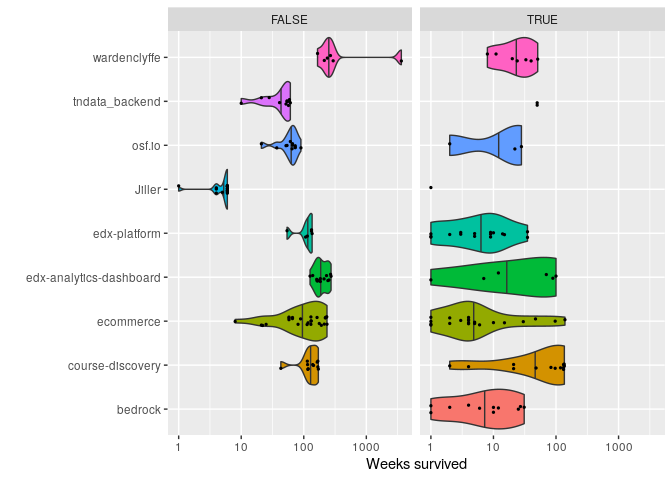 FALSE
TRUE
wardenclyffe
tndata_backend
osf.io
Jiller
edx-platform
edx-analytics-dashboard
ecommerce
course-discovery
bedrock
1 10 100 1000 1 10 100 1000
Weeks survived